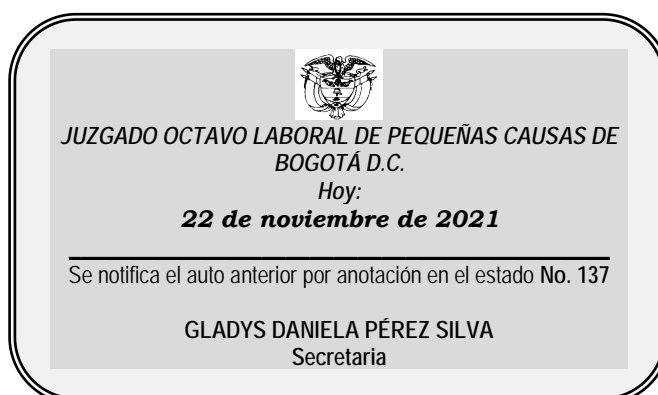 JUZGADO OCTAVO LABORAL DE PEQUEÑAS CAUSAS DE
BOGOTÁ D.C.
Hoy:
22 de noviembre de 2021
Se notifica el auto anterior por anotación en el estado No. 137
GLADYS DANIELA PÉREZ SILVA
Secretaria